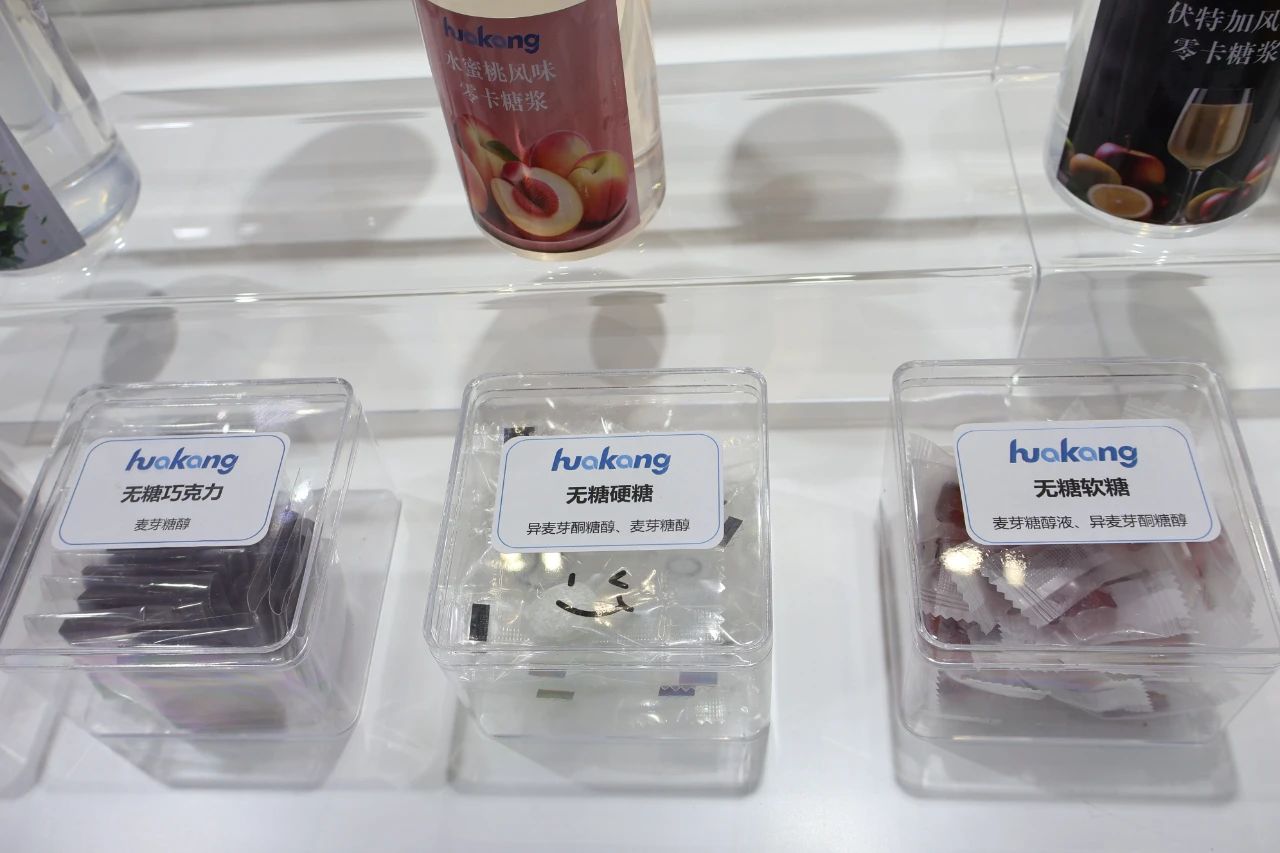 huakang
水蜜桃风味
零卡糖浆
伏特加风
零卡糖浆
huakang
无糖巧克力
麦芽糖醇
huakang
无糖硬糖
异麦芽酮糖醇、麦芽糖醇
huakang
无糖软糖
麦芽糖醇液、异麦芽酮糖醇